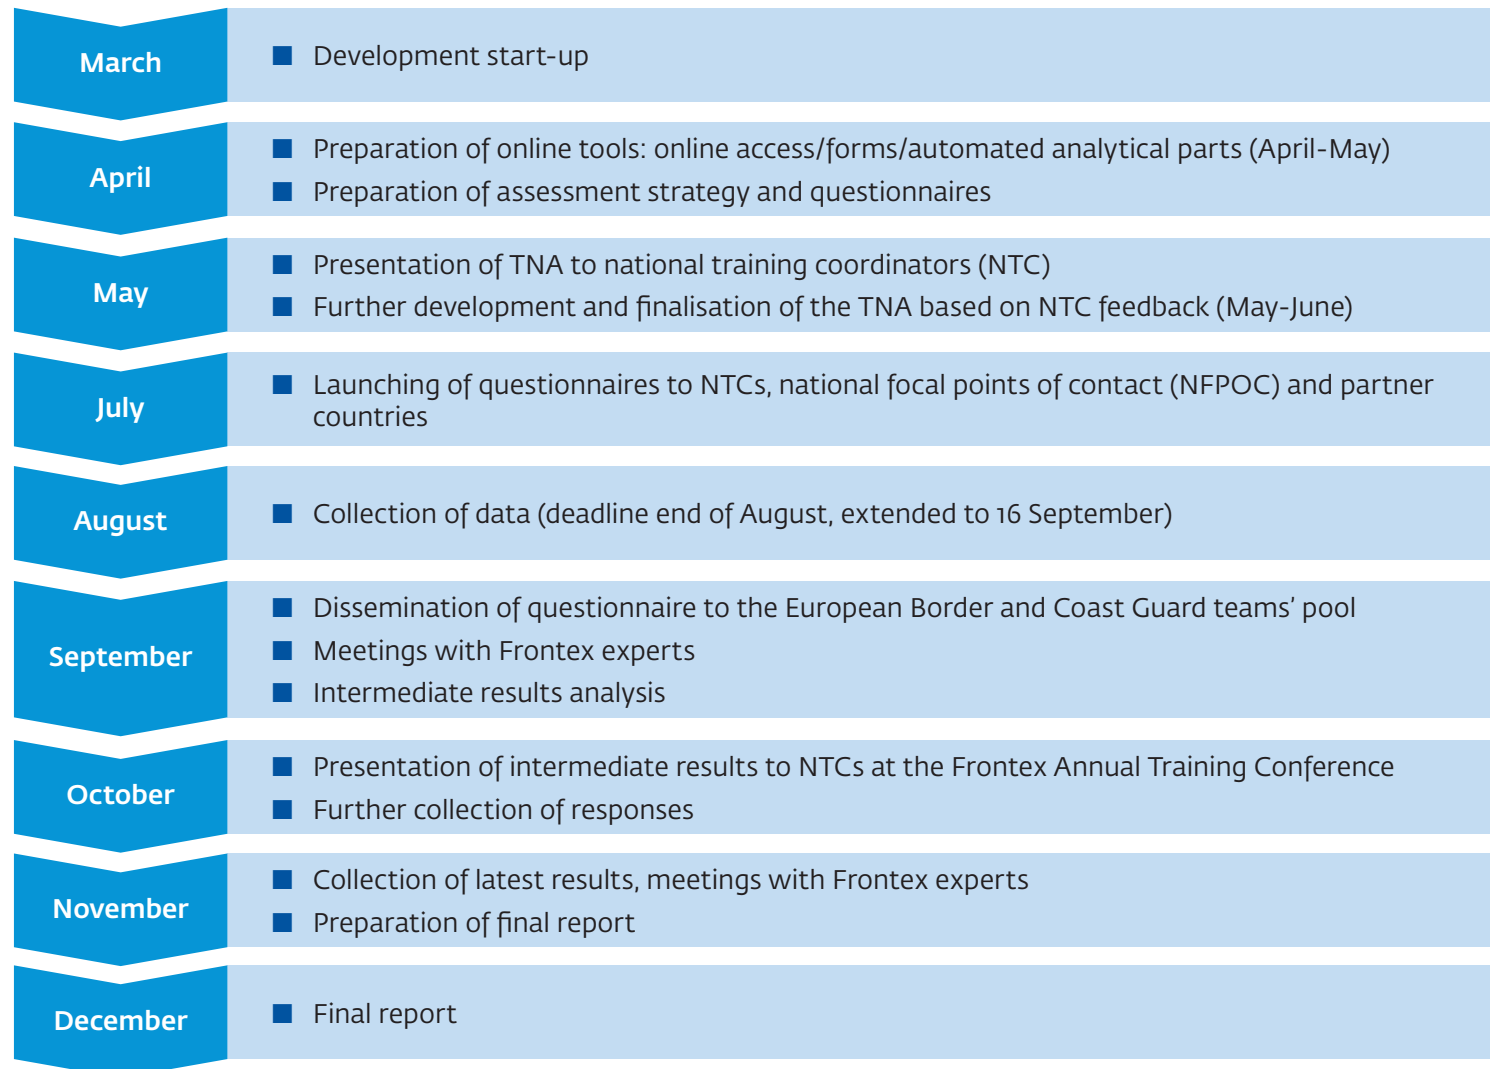 March
Development start-up
April
Preparation of online tools: online access/forms/automated analytical parts (April-May)
Preparation of assessment strategy and questionnaires
May
Presentation of TNA to national training coordinators (NTC)
Further development and finalisation of the TNA based on NTC feedback (May-June)
July
Launching of questionnaires to NTCs, national focal points of contact (NFPOC) and partner
countries
August
Collection of data (deadline end of August, extended to 16 September)
September
Dissemination of questionnaire to the European Border and Coast Guard teams’ pool
Meetings with Frontex experts
Intermediate results analysis
October
Presentation of intermediate results to NTCs at the Frontex Annual Training Conference
Further collection of responses
November
Collection of latest results, meetings with Frontex experts
Preparation of final report
December
Final report